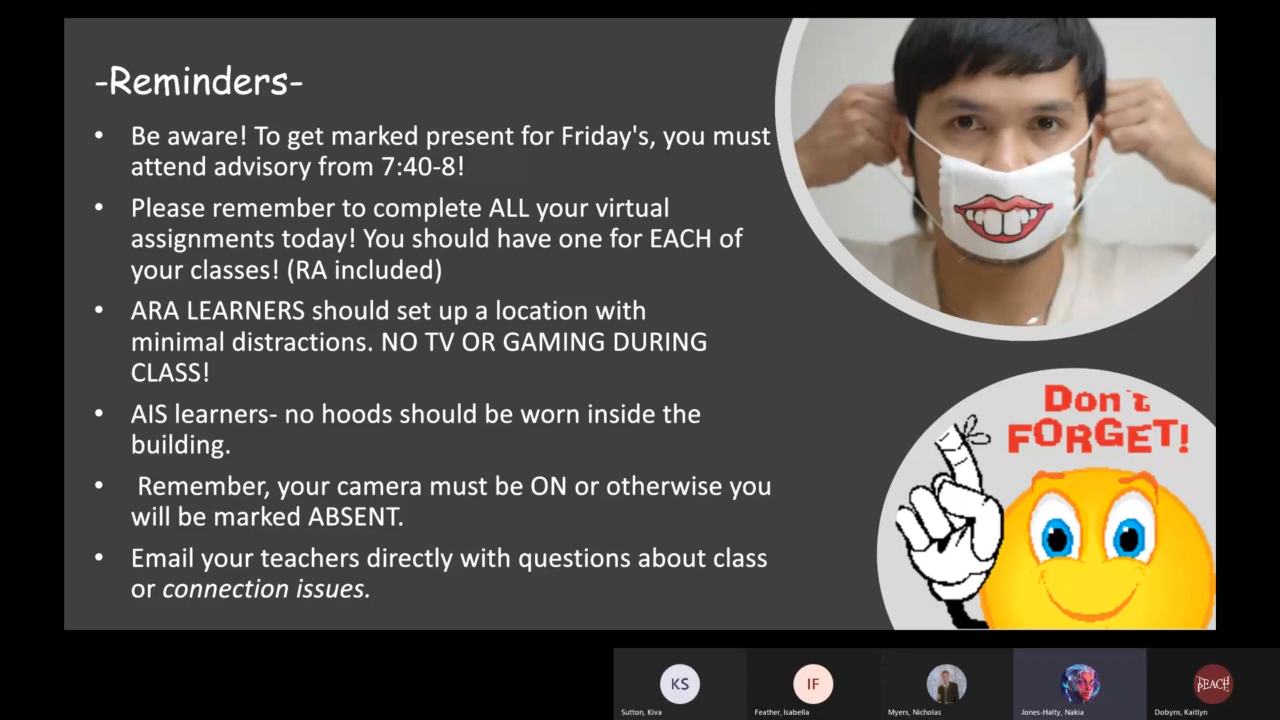 -Reminders-
• Be aware! To get marked present for Friday's, you must
attend advisory from 7:40-8!
• Please remember to complete ALL your virtual
assignments today! You should have one for EACH of
your classes! (RA included)
• ARA LEARNERS should set up a location with
minimal distractions. NO TV OR GAMING DURING
CLASS!
• AIS learners- no hoods should be worn inside the
building.
• Remember, your camera must be ON or otherwise you
will be marked ABSENT.
• Email your teachers directly with questions about class
or connection issues.
Don't
FORGET!
KS
IF
TEACH
Sutton, Kiva
Feather, Isabella
Myers, Nicholas
Jones-Halty, Nakia
Dobyns, Kaitlyn